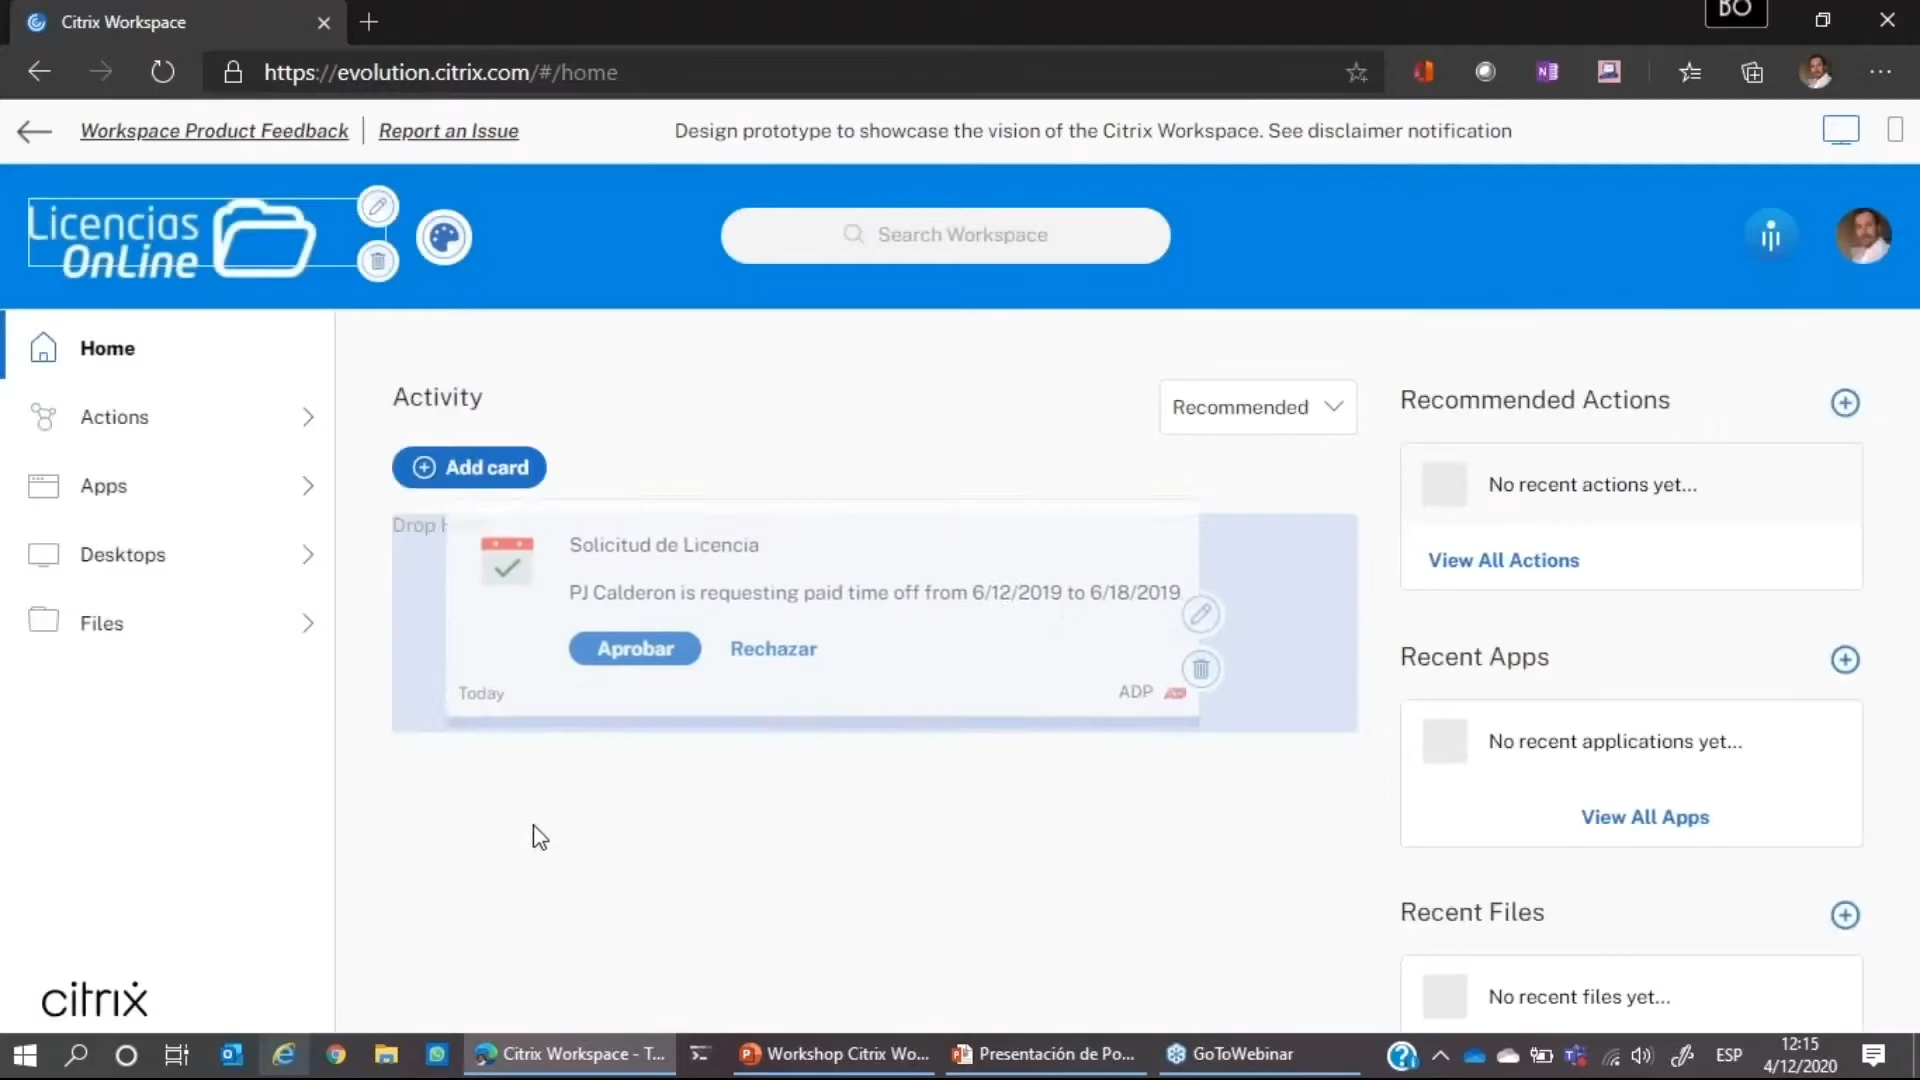 Citrix Workspace
BO
https://evolution.citrix.com/#/home
Workspace Product Feedback
Report an Issue
Design prototype to showcase the vision of the Citrix Workspace. See disclaimer notification
Licencias
OnLine
Search Workspace
Home
Actions
Apps
Desktops
Files
citrix
Activity
Recommended
Add card
Drop
Solicitud de Licencia
PJ Calderon is requesting paid time off from 6/12/2019 to 6/18/2019
Aprobar
Rechazar
Today
ADP
Recommended Actions
No recent actions yet...
View All Actions
Recent Apps
No recent applications yet...
View All Apps
Recent Files
No recent files yet...
Citrix Workspace - T...
Workshop Citrix Wo...
Presentación de Po...
GoToWebinar
ESP
12:15
4/12/2020